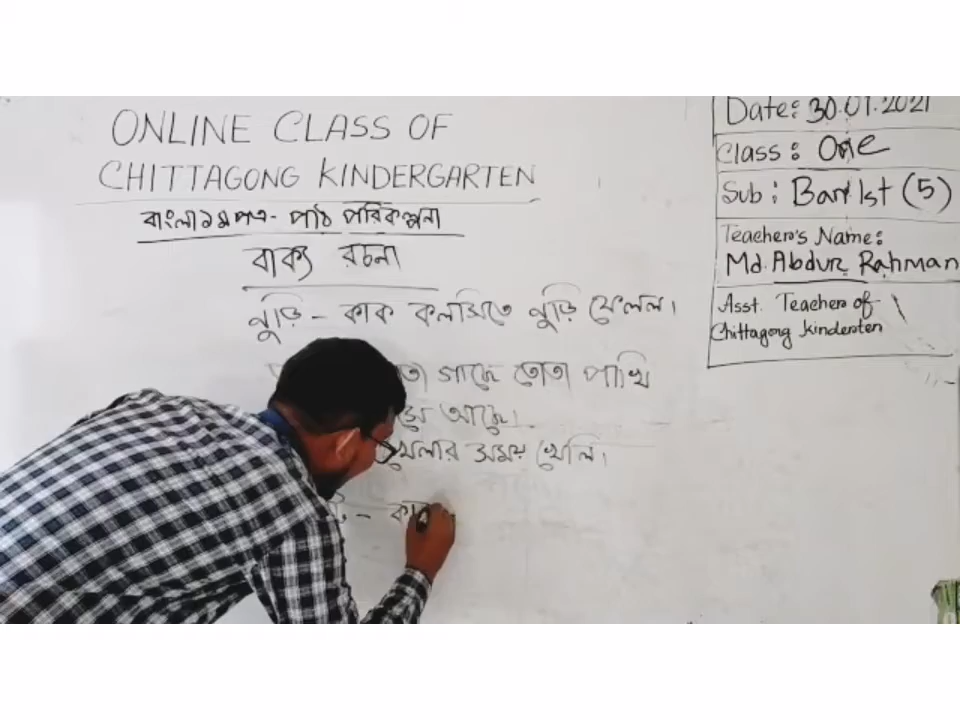 ONLINE CLASS OF
CHITTAGONG KINDERGARTEN
বাংলা ১ম পত্র - পাঠ পরিকল্পনা
বাক্য রচনা
নুড়ি - কাক কলসিতে নুড়ি ফেলল।
গাছে তোতা পাখি
আছে।
খেলার সময় খেলি।
Date: 30.01.2021
Class: One
Sub: Ban 1st (5)
Teacher's Name:
Md. Abdur Rahman
Asst. Teacher of
Chittagong kinderten